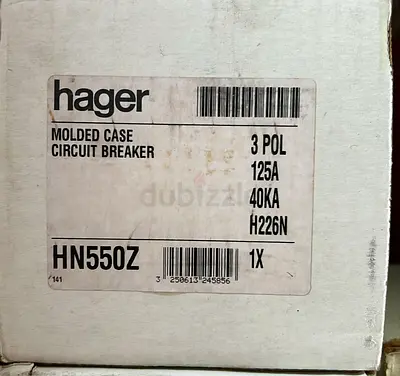 hager
MOLDED CASE
CIRCUIT BREAKER
3 POL
125A
40KA
H226N
dubizzle
HN550Z
1X
141
3 250613 245856